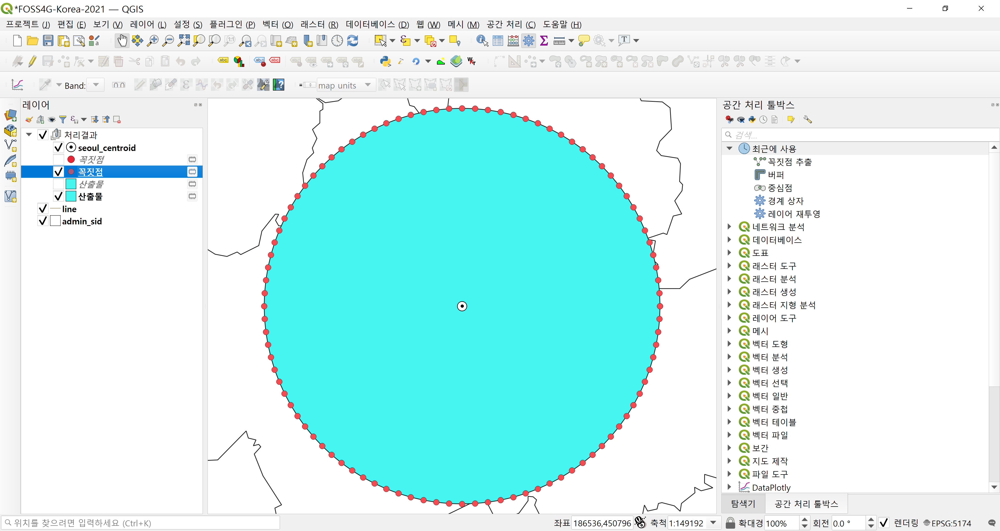 *FOSS4G-Korea-2021 — QGIS
프로젝트 (J) 편집 (E) 보기 (V) 레이어 (L) 설정 (S) 플러그인 (P) 벡터 (O) 래스터 (R) 데이터베이스 (D) 웹 (W) 메시 (M) 공간 처리 (C) 도움말 (H)
Band: map units
레이어
처리결과
seoul_centroid
꼭짓점
꼭짓점
산출물
산출물
line
admin_sid
공간 처리 툴박스
검색...
최근에 사용
꼭짓점 추출
버퍼
중심점
경계 상자
레이어 재투영
네트워크 분석
데이터베이스
도표
래스터 도구
래스터 분석
래스터 생성
래스터 지형 분석
레이어 도구
메시
벡터 도형
벡터 분석
벡터 생성
벡터 선택
벡터 일반
벡터 중첩
벡터 테이블
벡터 파일
보간
지도 제작
파일 도구
DataPlotly
탐색기 공간 처리 툴박스
위치를 찾으려면 입력하세요 (Ctrl+K) 좌표 186536,450796 축척 1:149192 확대경 100% 회전 0.0 ° 렌더링 EPSG:5174